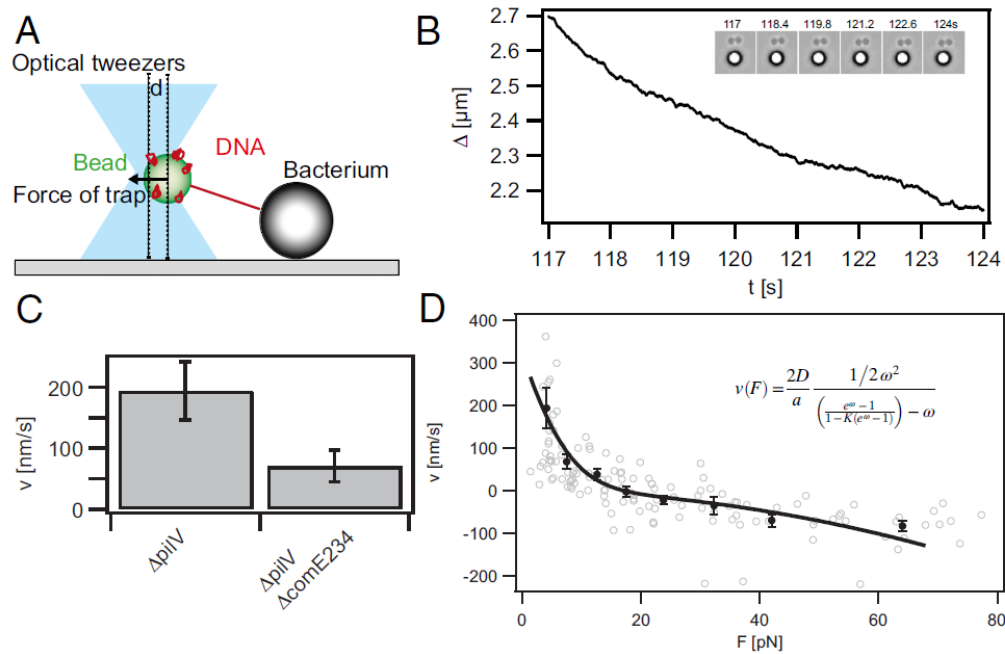 A
Optical tweezers
d
DNA
Bead
Bacterium
Force of trap
B
Δ [µm]
2.7
2.6
2.5
2.4
2.3
2.2
117 118.4 119.8 121.2 122.6 124s
117 118 119 120 121 122 123 124
t [s]
C
v [nm/s]
200
100
0
ΔpilV
ΔpilV
ΔcomE234
D
v [nm/s]
400
300
200
100
0
-100
-200
v(F) = 2D/a 1/2 ω² / ((e^ω −1 / 1−K(e^ω −1)) − ω)
0 20 40 60 80
F [pN]